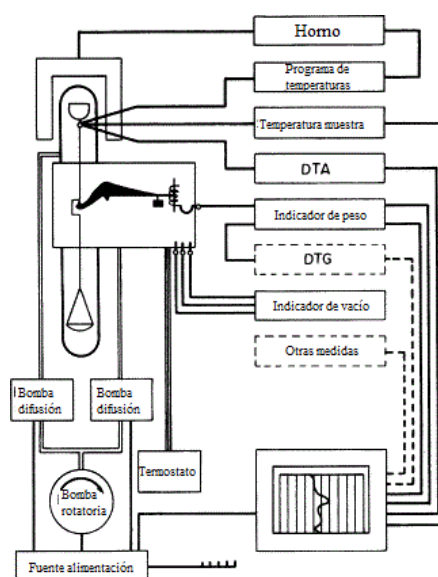 Homo
Programa de
temperaturas
Temperatura muestra
DTA
Indicador de peso
DTG
Indicador de vacío
Otras medidas
Bomba
difusión
Bomba
difusión
Termostato
Bomba
rotatoria
Fuente alimentación